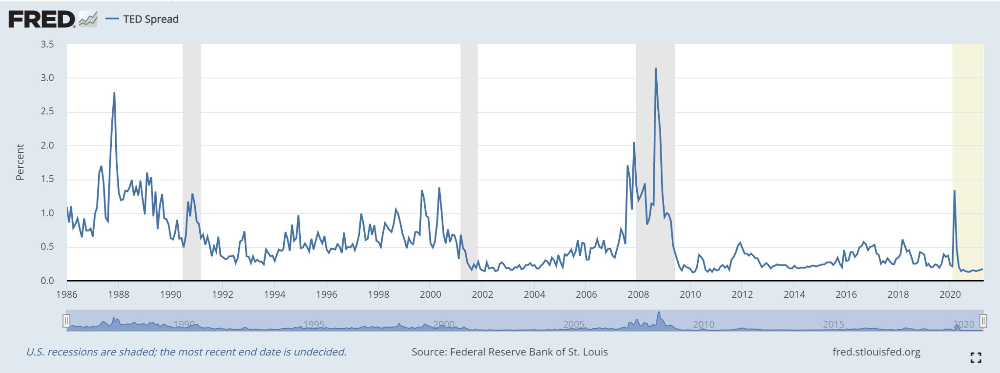 FRED TED Spread
Percent
3.5
3.0
2.5
2.0
1.5
1.0
0.5
0.0
1986 1988 1990 1992 1994 1996 1998 2000 2002 2004 2006 2008 2010 2012 2014 2016 2018 2020
1990 1995 2000 2005 2010 2015 2020
U.S. recessions are shaded; the most recent end date is undecided. Source: Federal Reserve Bank of St. Louis fred.stlouisfed.org